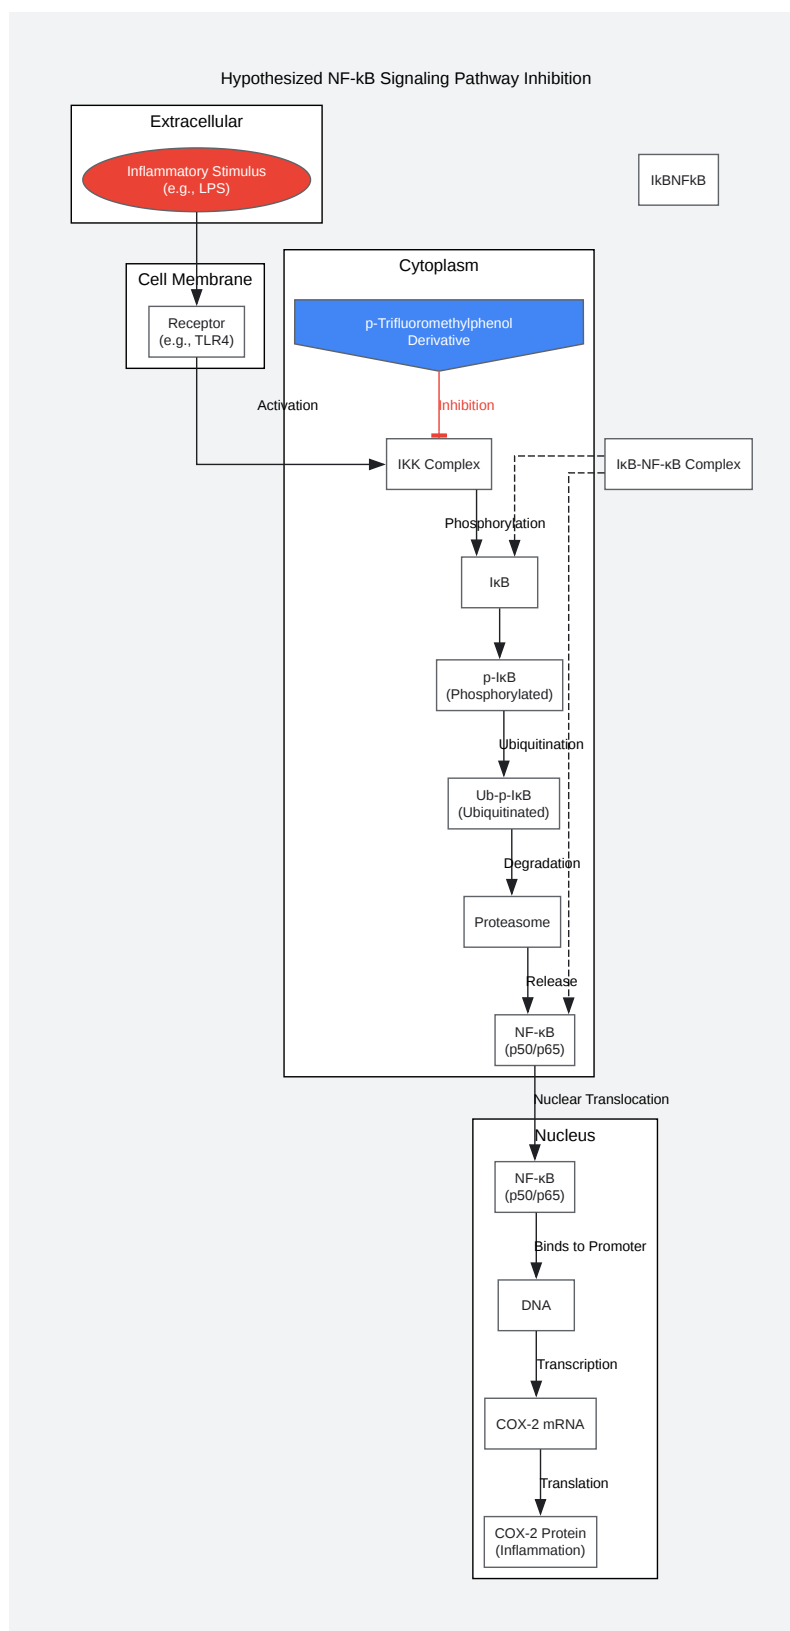 Hypothesized NF-kB Signaling Pathway Inhibition
Extracellular
Inflammatory Stimulus
(e.g., LPS)
IkBNFkB
Cell Membrane
Receptor
(e.g., TLR4)
Cytoplasm
p-Trifluoromethylphenol
Derivative
Activation
Inhibition
IKK Complex
IκB-NF-κB Complex
Phosphorylation
IκB
p-IκB
(Phosphorylated)
Ubiquitination
Ub-p-IκB
(Ubiquitinated)
Degradation
Proteasome
Release
NF-κB
(p50/p65)
Nuclear Translocation
Nucleus
NF-κB
(p50/p65)
Binds to Promoter
DNA
Transcription
COX-2 mRNA
Translation
COX-2 Protein
(Inflammation)